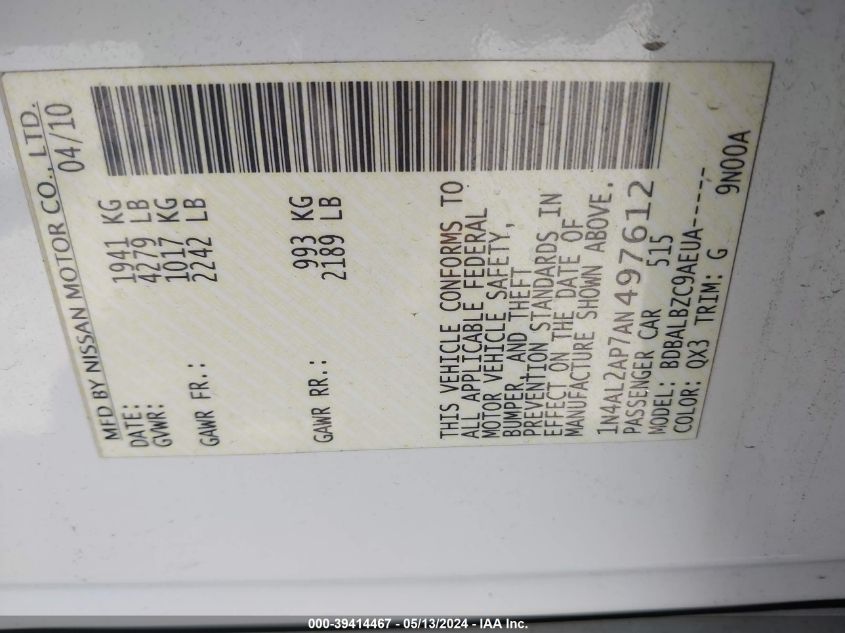 MFD BY NISSAN MOTOR CO., LTD.
DATE: 04/10
GVWR: 1941 KG
4279 LB
GAWR FR.: 1017 KG
2242 LB
GAWR RR.: 993 KG
2189 LB
THIS VEHICLE CONFORMS TO
ALL APPLICABLE FEDERAL
MOTOR VEHICLE SAFETY,
BUMPER, AND THEFT
PREVENTION STANDARDS IN
EFFECT ON THE DATE OF
MANUFACTURE SHOWN ABOVE.
1N4AL2AP7AN497612
PASSENGER CAR 515
MODEL: BDBALBZC9AEUA-----
COLOR: QX3 TRIM: G 9N00A
000-39414467 - 05/13/2024 - IAA Inc.